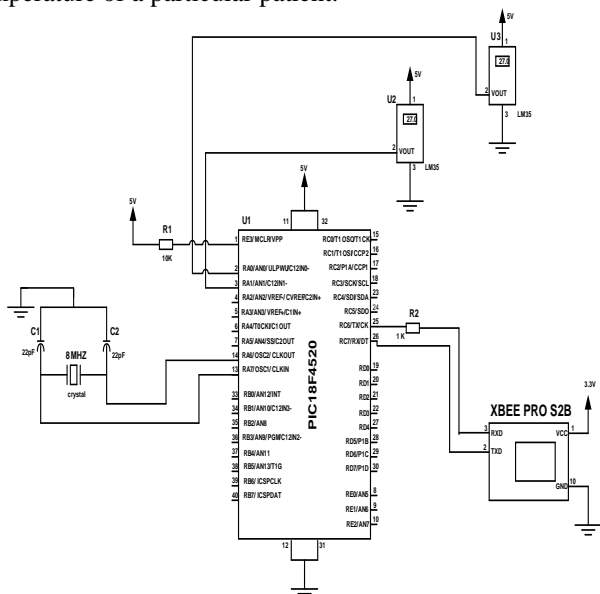 perature of a particular patient.
5V
U3
1
27.0
2
VOUT
3
LM35
5V
U2
1
27.0
2
VOUT
3
LM35
5V
11
32
5V
R1
10K
U1
PIC18F4520
1 RE3/ MCLR/VPP
2 RA0/AN0/ULPWU/C12IN0-
3 RA1/AN1/C12IN1-
4 RA2/AN2/VREF-/CVREF/C2IN+
5 RA3/AN3/VREF+/C1IN+
6 RA4/T0CKI/C1OUT
7 RA5/AN4/SS/C2OUT
14 RA6/OSC2/ CLKOUT
13 RA7/OSC1/CLKIN
33 RB0/AN12/INT
34 RB1/AN10/C12IN3-
35 RB2/AN8
36 RB3/AN9/PGM/C12IN2-
37 RB4/AN11
38 RB5/AN13/T1G
39 RB6/ ICSPCLK
40 RB7/ ICSPDAT
RC0/T1OSO/T1CK 15
RC1/T1OSI/CCP2 16
RC2/P1A/CCP1 17
RC3/SCK/SCL 18
RC4/SDI/SDA 23
RC5/SDO 24
RC6/TX/CK 25
RC7/RX/DT 26
RD0 19
RD1 20
RD2 21
RD3 22
RD4 27
RD5/P1B 28
RD6/P1C 29
RD7/P1D 30
RE0/AN5 8
RE1/AN6 9
RE2/AN7 10
12
31
C1
22pF
C2
22pF
8MHZ
crystal
R2
1 K
3.3V
XBEE PRO S2B
3 RXD
2 TXD
VCC 1
GND 10